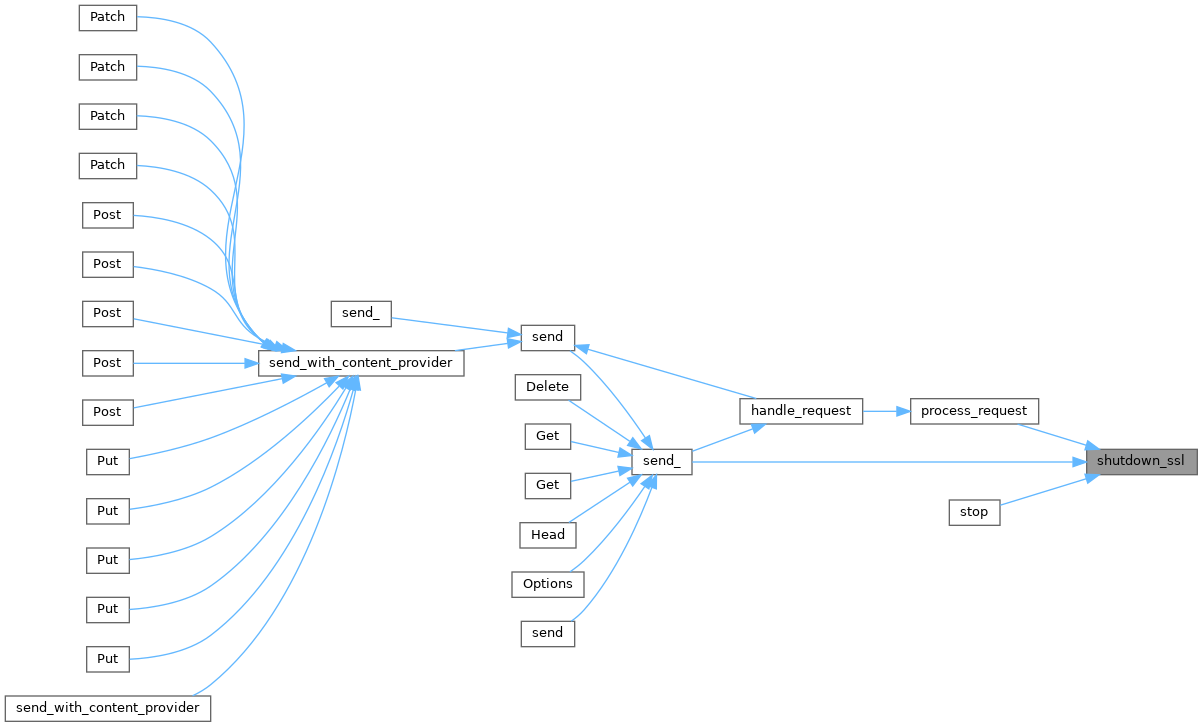 Patch
Patch
Patch
Patch
Post
Post
Post
Post
Post
Put
Put
Put
Put
Put
send_with_content_provider
send_with_content_provider
send_
send
Delete
Get
Get
Head
Options
send
send_
handle_request
process_request
stop
shutdown_ssl